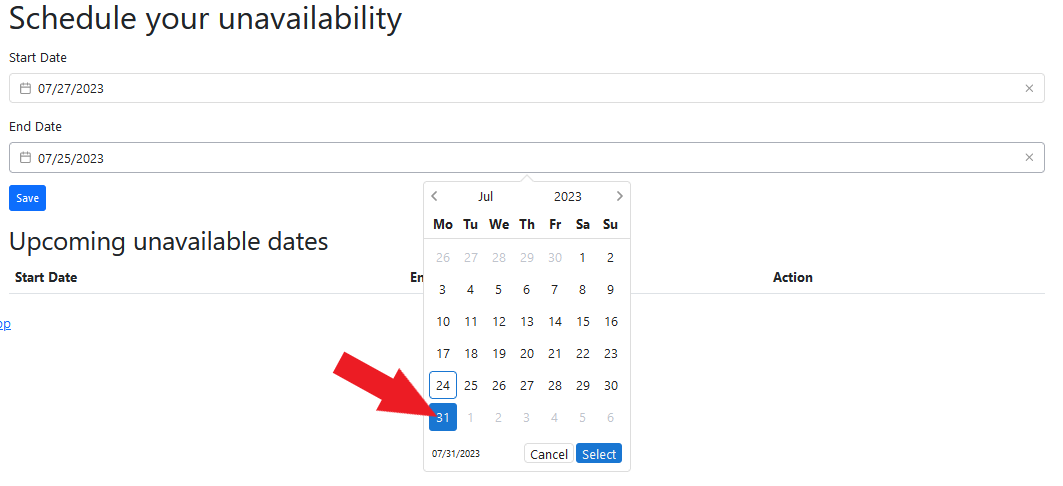 Schedule your unavailability
Start Date
07/27/2023
End Date
07/25/2023
Save
Jul 2023
Mo Tu We Th Fr Sa Su
Upcoming unavailable dates
26 27 28 29 30 1 2
Start Date Action
3 4 5 6 7 8 9
10 11 12 13 14 15 16
17 18 19 20 21 22 23
24 25 26 27 28 29 30
31 1 2 3 4 5 6
07/31/2023 Cancel Select